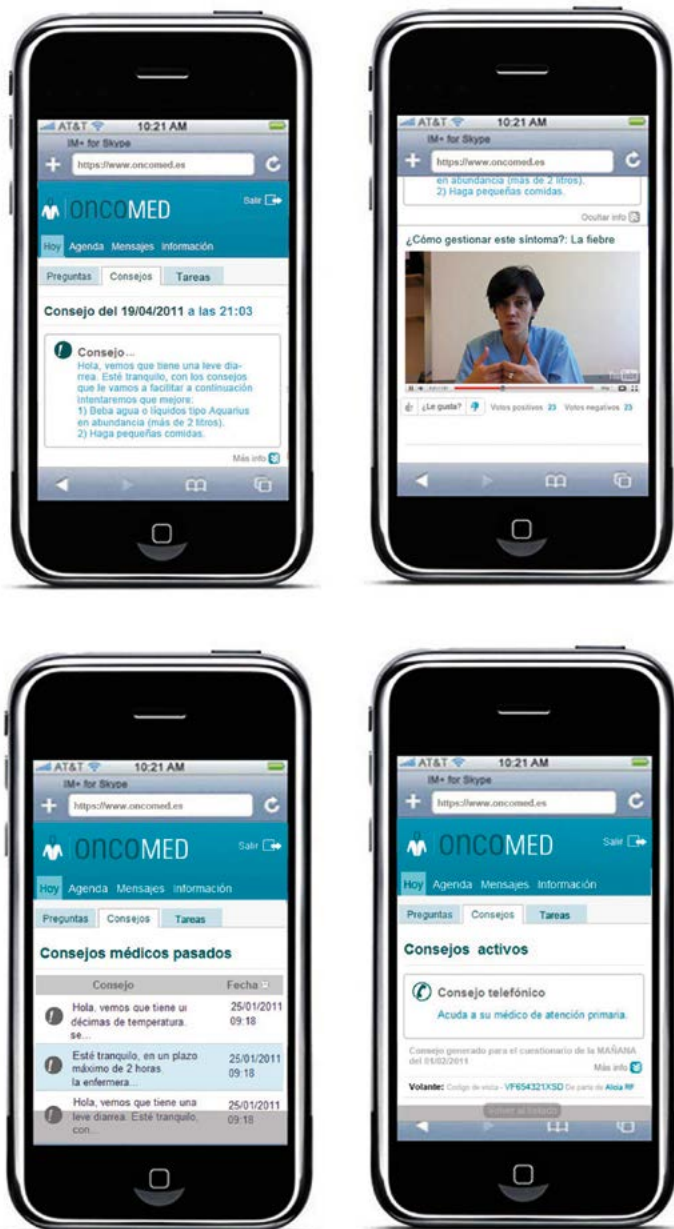 AT&T 10:21 AM
IM+ for Skype
https://www.oncomed.es
ONCOMED
Salir
Hoy Agenda Mensajes Información
Preguntas Consejos Tareas
Consejo del 19/04/2011 a las 21:03
Consejo...
Hola, vemos que tiene una leve dia-
rrea. Esté tranquilo, con los consejos
que le vamos a facilitar a continuación
intentaremos que mejore:
1) Beba agua o líquidos tipo Aquarius
en abundancia (más de 2 litros).
2) Haga pequeñas comidas.
Más info
AT&T 10:21 AM
IM+ for Skype
https://www.oncomed.es
en abundancia (más de 2 litros).
2) Haga pequeñas comidas.
Ocultar info
¿Cómo gestionar este síntoma?: La fiebre
YouTube
¿Le gusta? Votos positivos 23 Votos negativos 23
AT&T 10:21 AM
IM+ for Skype
https://www.oncomed.es
ONCOMED
Salir
Hoy Agenda Mensajes Información
Preguntas Consejos Tareas
Consejos médicos pasados
Consejo Fecha
Hola, vemos que tiene
décimas de temperatura.
se...
25/01/2011
09:18
Esté tranquilo, en un plazo
máximo de 2 horas
la enfermera...
25/01/2011
09:18
Hola, vemos que tiene una
leve diarrea. Esté tranquilo,
con...
25/01/2011
09:18
AT&T 10:21 AM
IM+ for Skype
https://www.oncomed.es
ONCOMED
Salir
Hoy Agenda Mensajes Información
Preguntas Consejos Tareas
Consejos activos
Consejo telefónico
Acuda a su médico de atención primaria.
Consejo generado para el cuestionario de la MAÑANA
del 01/02/2011
Más info
Volante: Codigo de visita - VF654321XSD De parte de Alicia RF
Volver al listado